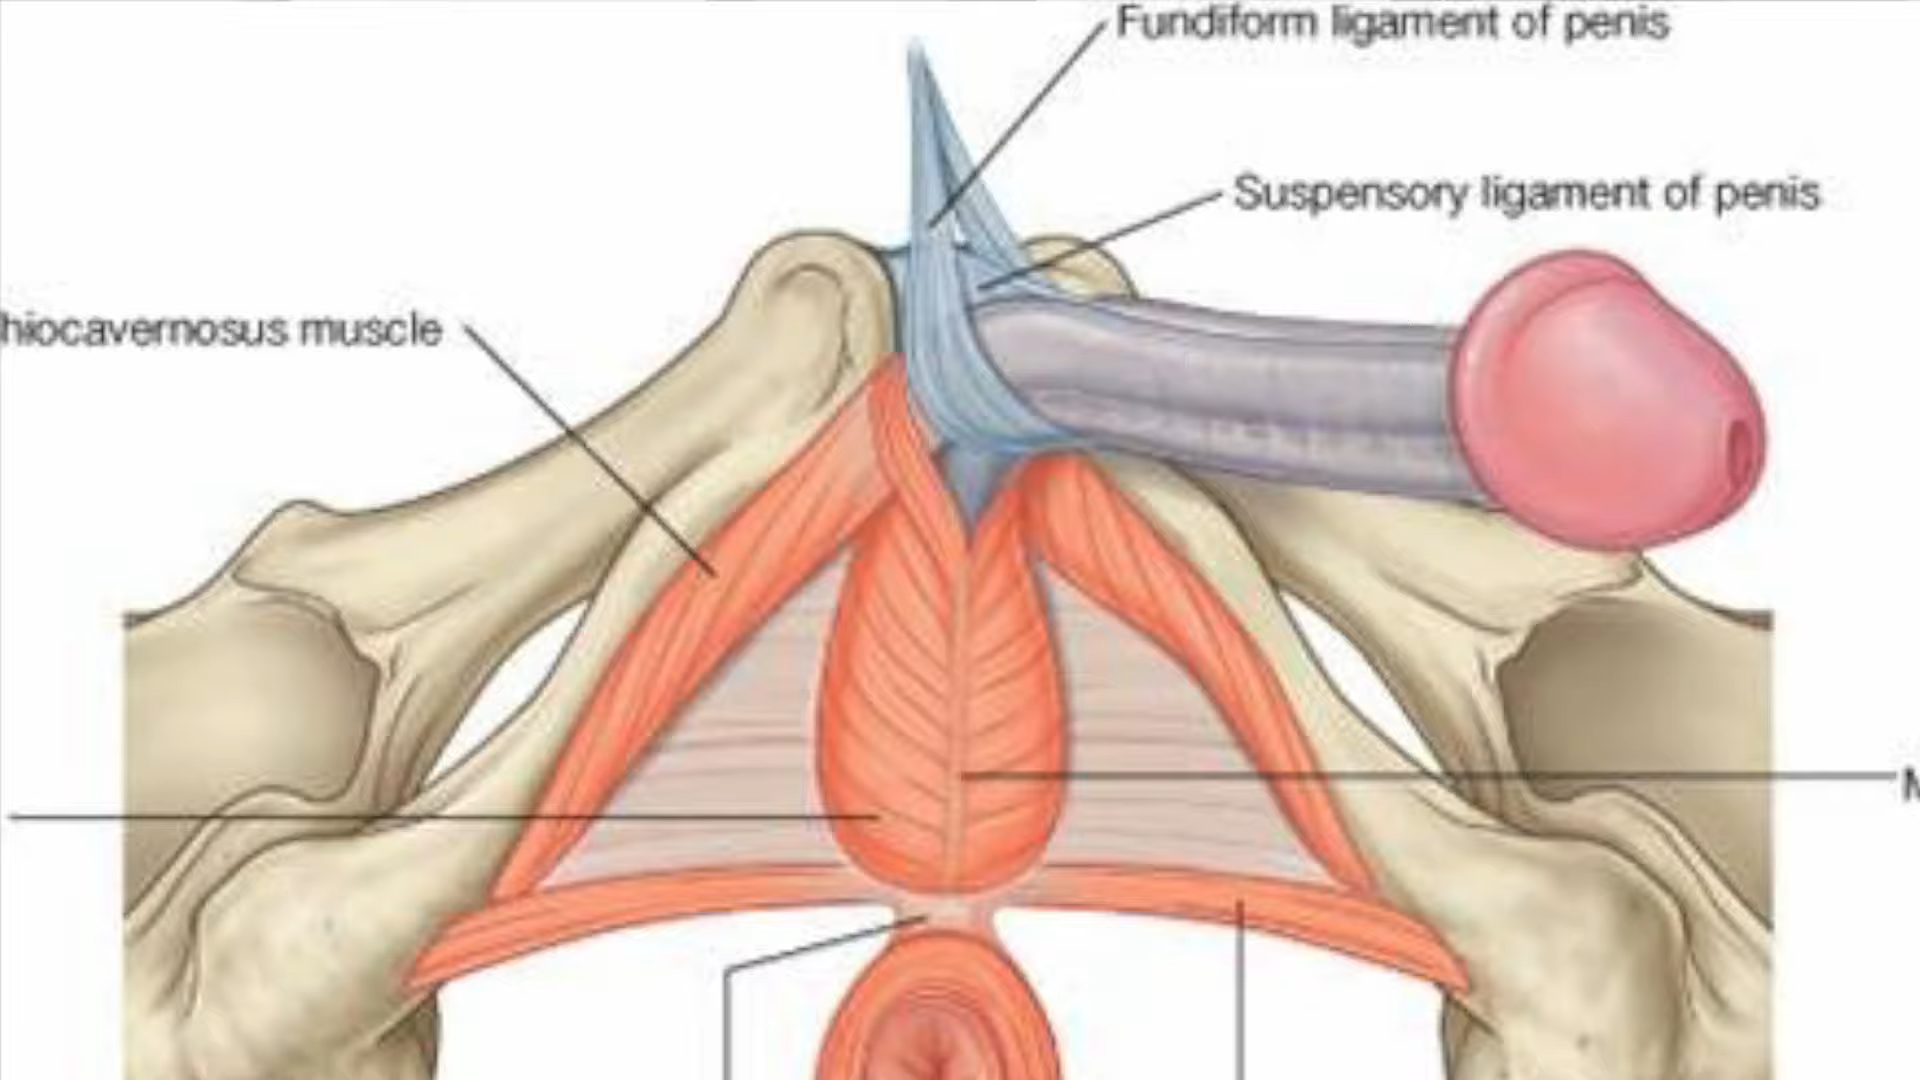 Fundiform ligament of penis
Suspensory ligament of penis
hiocavernosus muscle
M